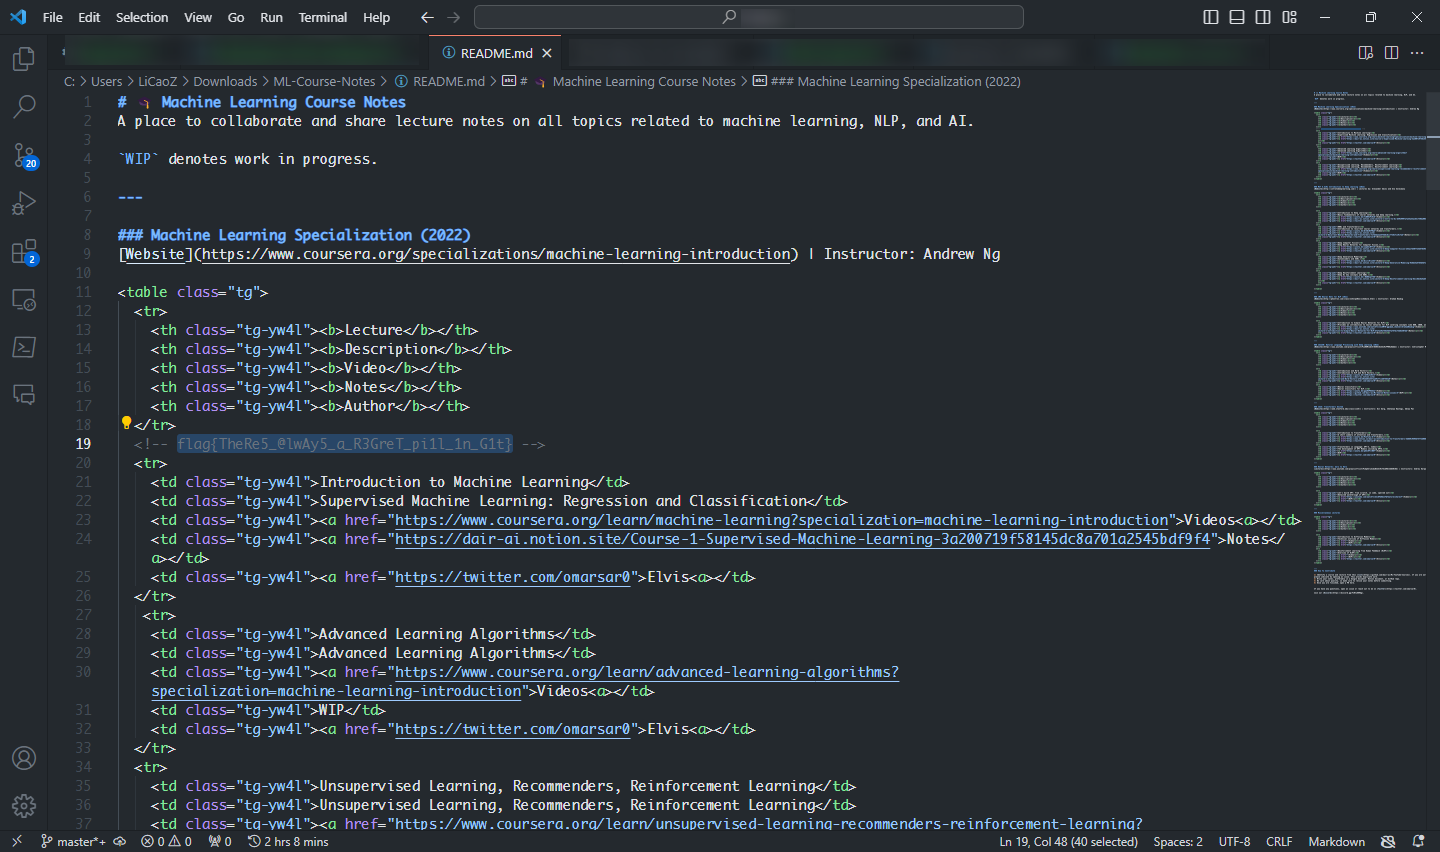 File Edit Selection View Go Run Terminal Help
README.md
C: > Users > LiCaoZ > Downloads > ML-Course-Notes > README.md > # Machine Learning Course Notes > ### Machine Learning Specialization (2022)
1 # Machine Learning Course Notes
2 A place to collaborate and share lecture notes on all topics related to machine learning, NLP, and AI.
3
4 `WIP` denotes work in progress.
5
6 ---
7
8 ### Machine Learning Specialization (2022)
9 [Website](https://www.coursera.org/specializations/machine-learning-introduction) | Instructor: Andrew Ng
10
11 <table class="tg">
12 <tr>
13 <th class="tg-yw4l"><b>Lecture</b></th>
14 <th class="tg-yw4l"><b>Description</b></th>
15 <th class="tg-yw4l"><b>Video</b></th>
16 <th class="tg-yw4l"><b>Notes</b></th>
17 <th class="tg-yw4l"><b>Author</b></th>
18 </tr>
19 <!-- flag{TheRe5_@lwAy5_a_R3GreT_pi1l_1n_G1t} -->
20 <tr>
21 <td class="tg-yw4l">Introduction to Machine Learning</td>
22 <td class="tg-yw4l">Supervised Machine Learning: Regression and Classification</td>
23 <td class="tg-yw4l"><a href="https://www.coursera.org/learn/machine-learning?specialization=machine-learning-introduction">Videos<a></td>
24 <td class="tg-yw4l"><a href="https://dair-ai.notion.site/Course-1-Supervised-Machine-Learning-3a200719f58145dc8a701a2545bdf9f4">Notes</
a></td>
25 <td class="tg-yw4l"><a href="https://twitter.com/omarsar0">Elvis<a></td>
26 </tr>
27 <tr>
28 <td class="tg-yw4l">Advanced Learning Algorithms</td>
29 <td class="tg-yw4l">Advanced Learning Algorithms</td>
30 <td class="tg-yw4l"><a href="https://www.coursera.org/learn/advanced-learning-algorithms?
specialization=machine-learning-introduction">Videos<a></td>
31 <td class="tg-yw4l">WIP</td>
32 <td class="tg-yw4l"><a href="https://twitter.com/omarsar0">Elvis<a></td>
33 </tr>
34 <tr>
35 <td class="tg-yw4l">Unsupervised Learning, Recommenders, Reinforcement Learning</td>
36 <td class="tg-yw4l">Unsupervised Learning, Recommenders, Reinforcement Learning</td>
37 <td class="tg-yw4l"><a href="https://www.coursera.org/learn/unsupervised-learning-recommenders-reinforcement-learning?
20
2
master*+ 0 0 0 2 hrs 8 mins Ln 19, Col 48 (40 selected) Spaces: 2 UTF-8 CRLF Markdown